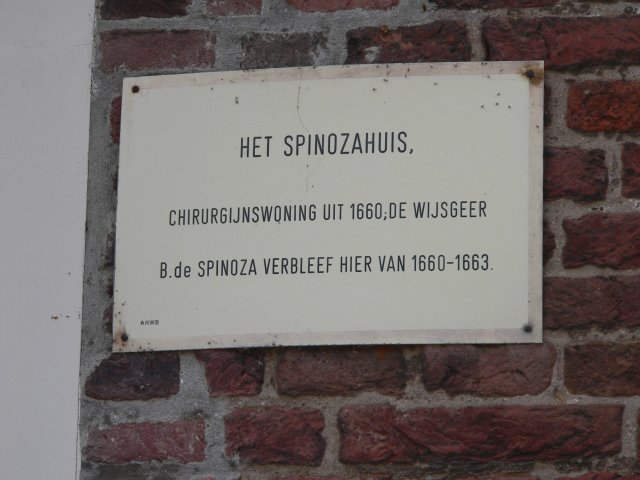 HET SPINOZAHUIS,
CHIRURGIJNSWONING UIT 1660;DE WIJSGEER
B.de SPINOZA VERBLEEF HIER VAN 1660-1663.
ANWB